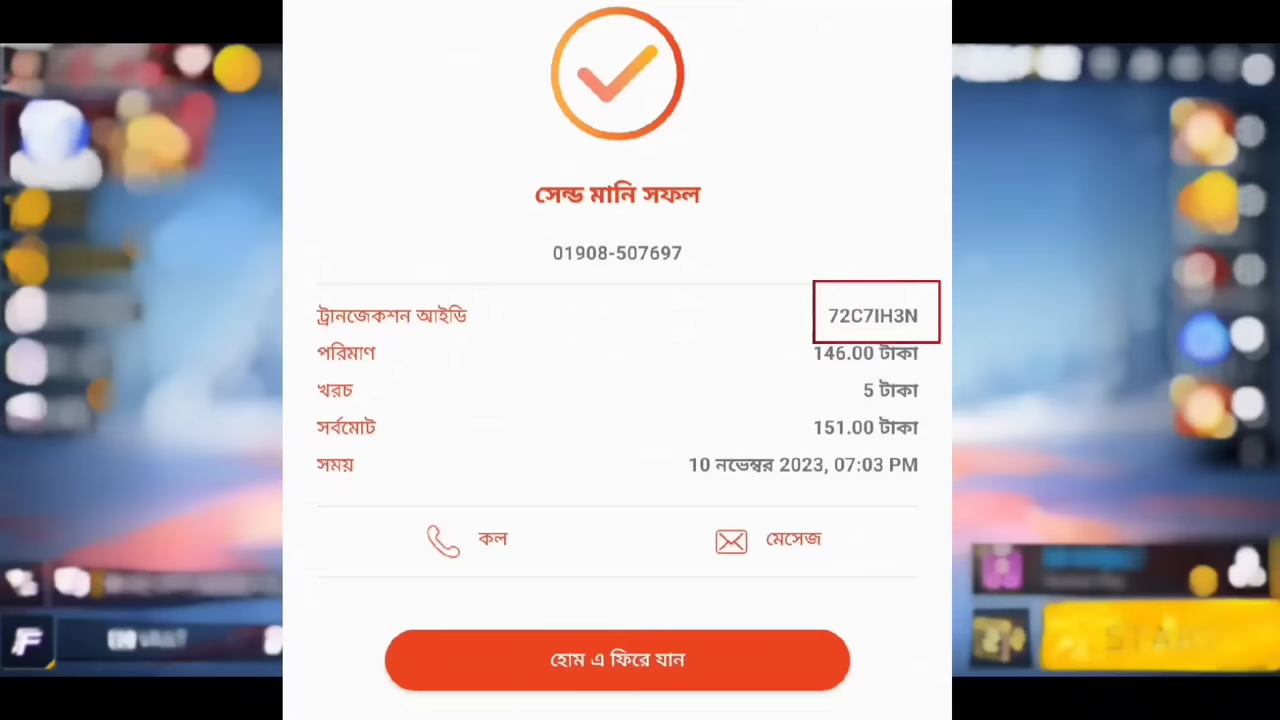 সেন্ড মানি সফল
01908-507697
ট্রানজেকশন আইডি 72C7IH3N
পরিমাণ 146.00 টাকা
খরচ 5 টাকা
সর্বমোট 151.00 টাকা
সময় 10 নভেম্বর 2023, 07:03 PM
কল মেসেজ
হোম এ ফিরে যান